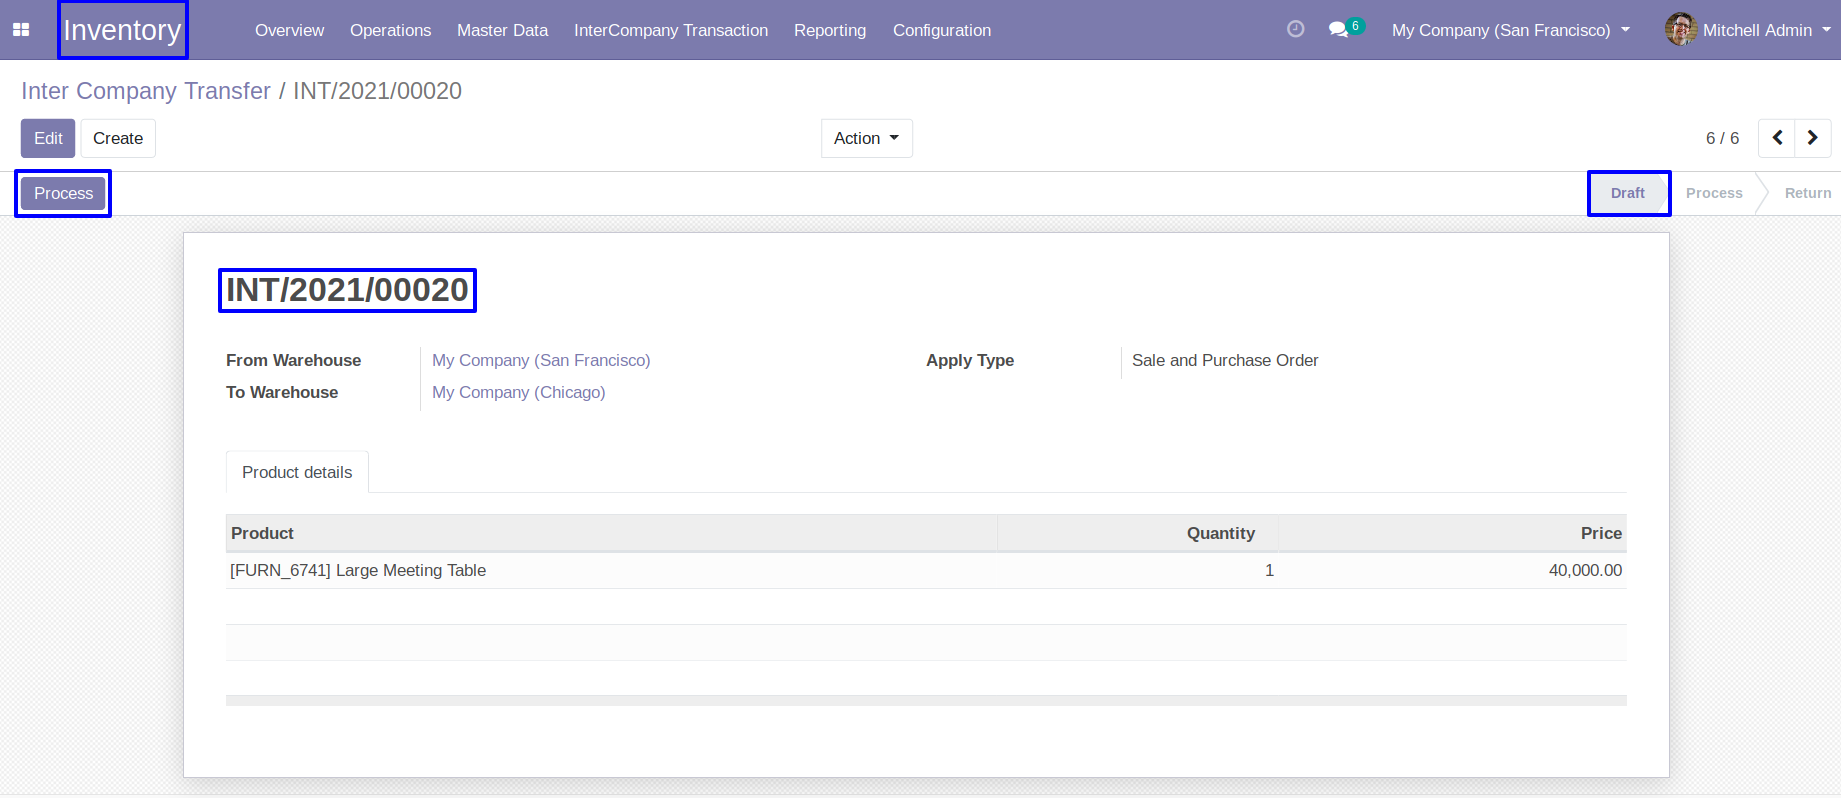 Inventory Overview Operations Master Data InterCompany Transaction Reporting Configuration 6 My Company (San Francisco) Mitchell Admin
Inter Company Transfer / INT/2021/00020
Edit Create Action 6 / 6
Process Draft Process Return
INT/2021/00020
From Warehouse My Company (San Francisco) Apply Type Sale and Purchase Order
To Warehouse My Company (Chicago)
Product details
Product Quantity Price
[FURN_6741] Large Meeting Table 1 40,000.00